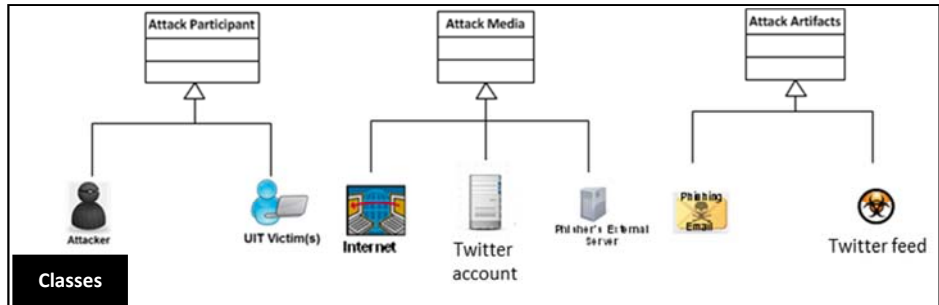 Attack Participant
Attack Media
Attack Artifacts
Attacker
UIT Victim(s)
Internet
Twitter
account
Phisher's External
Server
Phishing
Email
Twitter feed
Classes